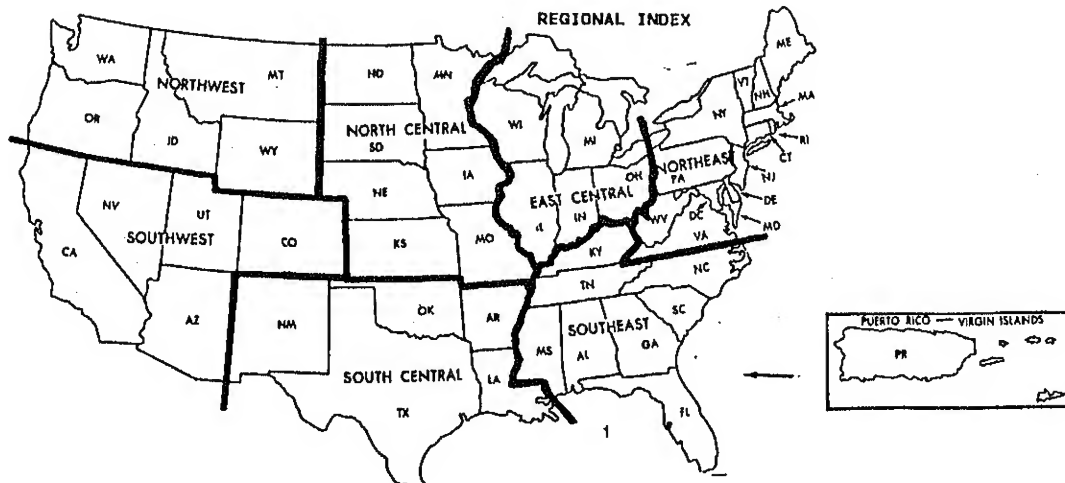 REGIONAL INDEX
WA
MT
ND
MN
ME
NORTHWEST
VT
NH
MA
OR
ID
WY
NORTH CENTRAL
SD
WI
MI
NY
RI
CT
NORTHEAST
PA
NJ
NE
IA
OH
EAST CENTRAL
DE
NV
UT
IL
IN
WV
DC
MD
SOUTHWEST
CO
KS
MO
KY
VA
CA
NC
TN
AZ
NM
OK
AR
SOUTHEAST
SC
MS
AL
GA
SOUTH CENTRAL
LA
TX
FL
1
PUERTO RICO — VIRGIN ISLANDS
PR